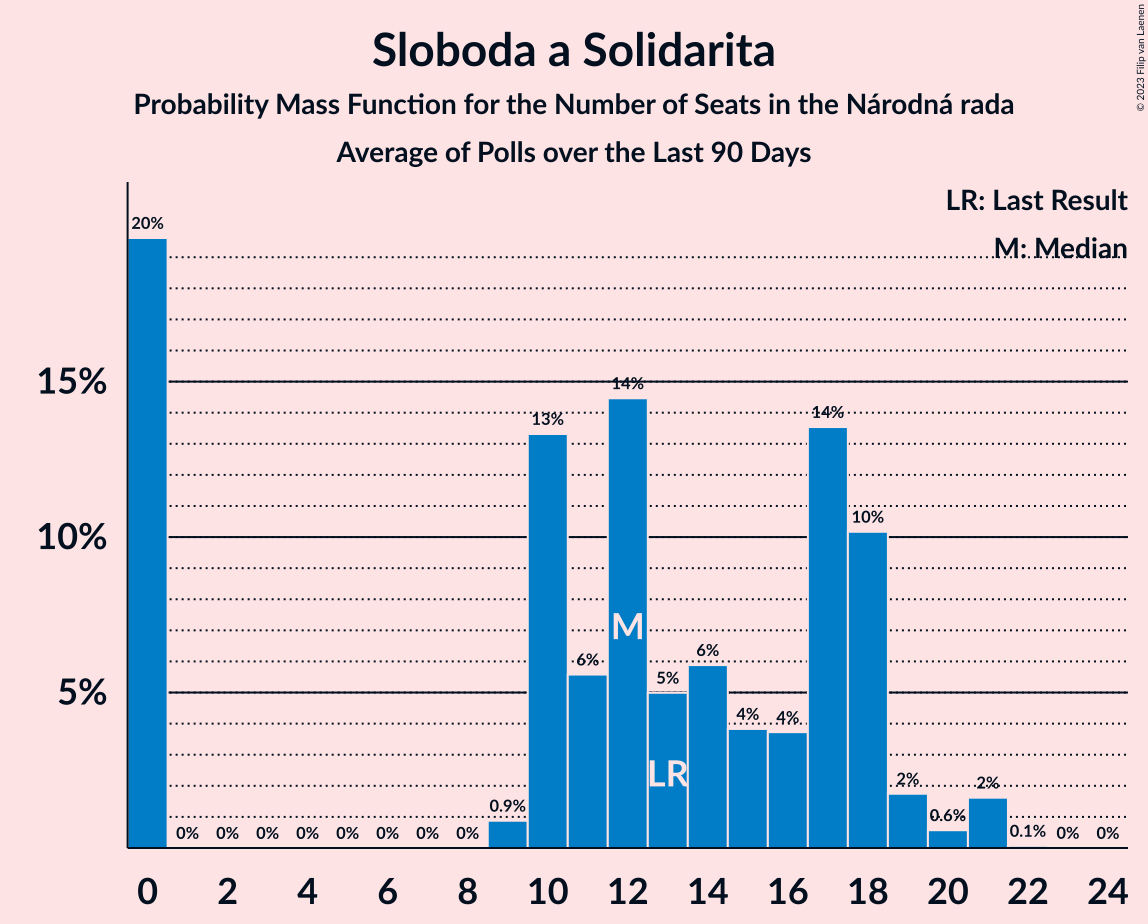 Sloboda a Solidarita
Probability Mass Function for the Number of Seats in the Národná rada
Average of Polls over the Last 90 Days
© 2023 Filip van Laenen
LR: Last Result
M: Median
20% 0% 0% 0% 0% 0% 0% 0% 0% 0.9% 13% 6% 14% 5% 6% 4% 4% 14% 10% 2% 0.6% 2% 0.1% 0% 0%
15%
10%
5%
M
LR
0 2 4 6 8 10 12 14 16 18 20 22 24